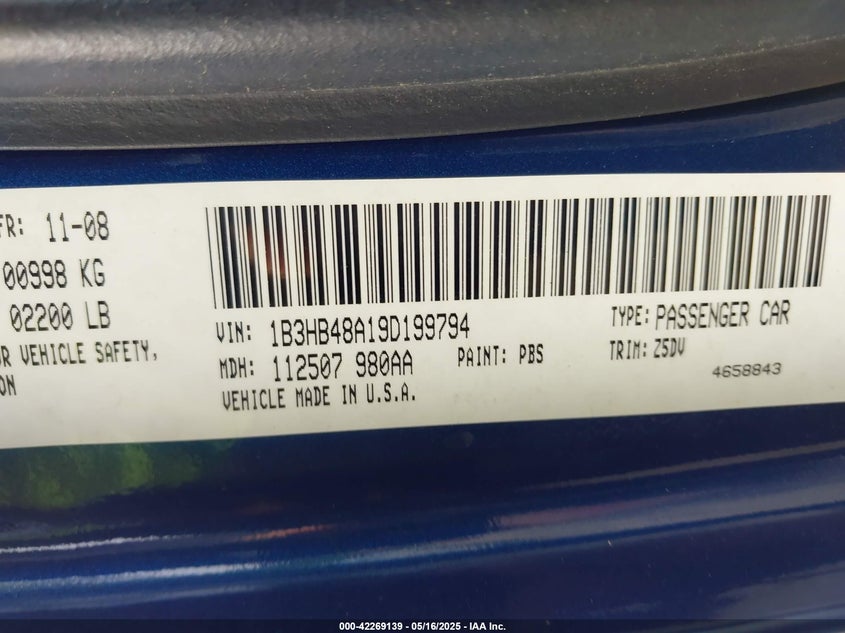 FR: 11-08
00998 KG
02200 LB
OR VEHICLE SAFETY,
ON
VIN: 1B3HB48A19D199794
TYPE: PASSENGER CAR
MDH: 112507 980AA
PAINT: PBS
TRIM: Z5DV
VEHICLE MADE IN U.S.A.
4658843
000-42269139 - 05/16/2025 - IAA Inc.